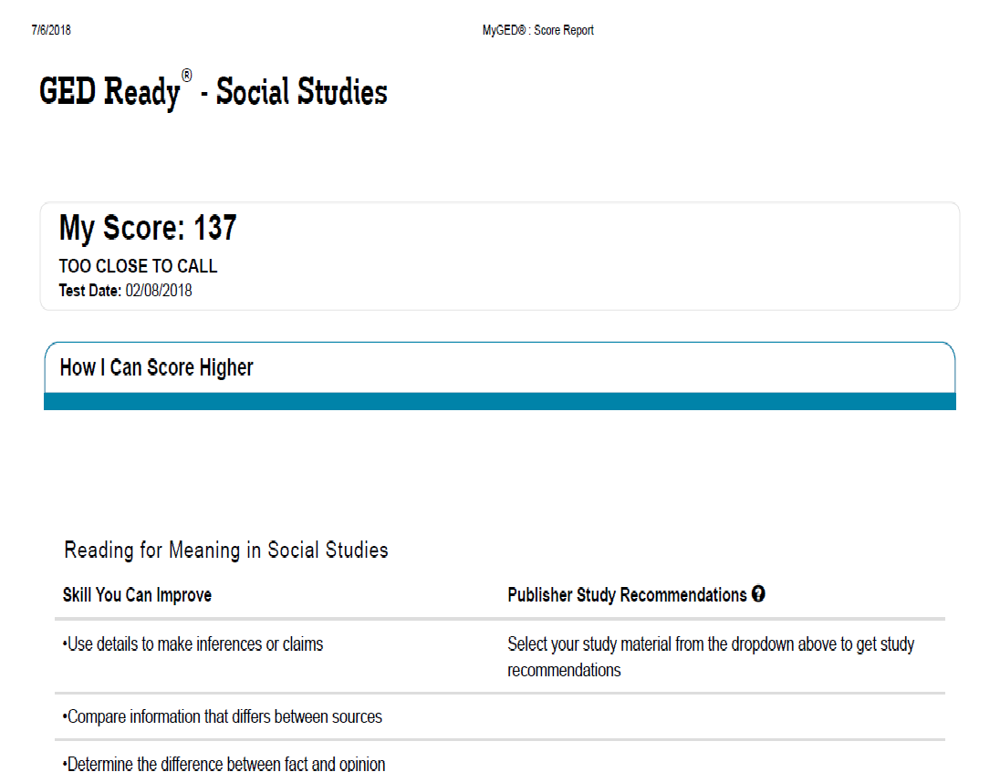 7/6/2018 MyGED® : Score Report
GED Ready® - Social Studies
My Score: 137
TOO CLOSE TO CALL
Test Date: 02/08/2018
How I Can Score Higher
Reading for Meaning in Social Studies
Skill You Can Improve Publisher Study Recommendations
•Use details to make inferences or claims Select your study material from the dropdown above to get study
recommendations
•Compare information that differs between sources
•Determine the difference between fact and opinion